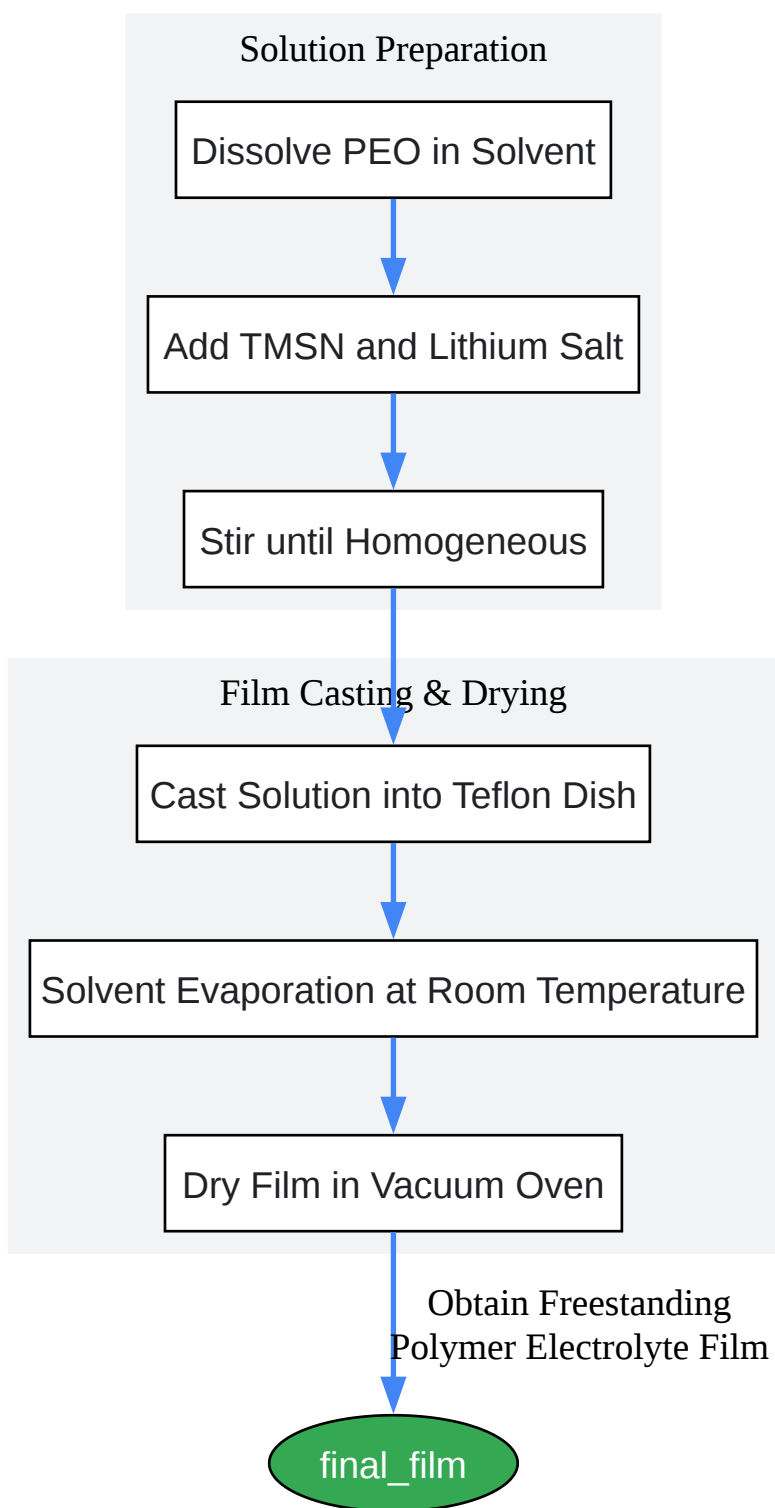 Solution Preparation
Dissolve PEO in Solvent
Add TMSN and Lithium Salt
Stir until Homogeneous
Film Casting & Drying
Cast Solution into Teflon Dish
Solvent Evaporation at Room Temperature
Dry Film in Vacuum Oven
Obtain Freestanding
Polymer Electrolyte Film
final_film